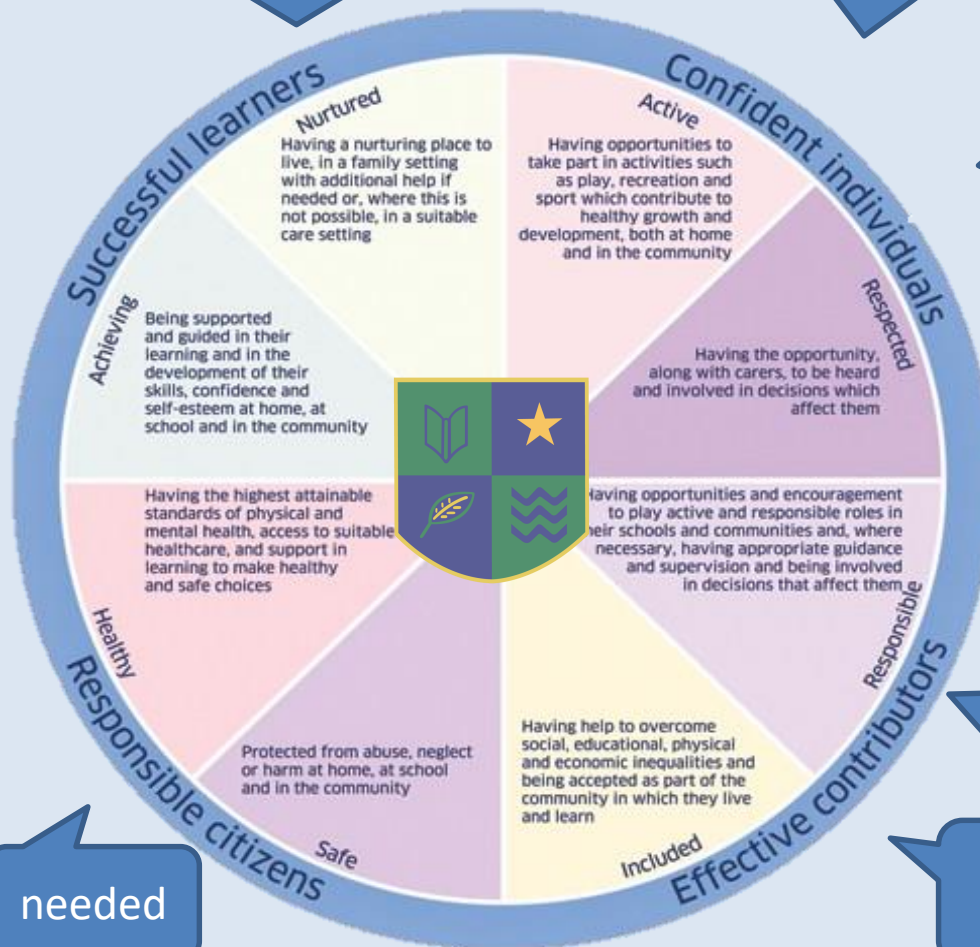 Successful learners
Confident individuals
Nurtured
Having a nurturing place to
live, in a family setting
with additional help if
needed or, where this is
not possible, in a suitable
care setting
Active
Having opportunities to
take part in activities such
as play, recreation and
sport which contribute to
healthy growth and
development, both at home
and in the community
Achieving
Being supported
and guided in their
learning and in the
development of their
skills, confidence and
self-esteem at home, at
school and in the community
Respected
Having the opportunity,
along with carers, to be heard
and involved in decisions which
affect them
Healthy
Having the highest attainable
standards of physical and
mental health, access to suitable
healthcare, and support in
learning to make healthy
and safe choices
Responsible
opportunities and encouragement
to play active and responsible roles in
schools and communities and, where
necessary, having appropriate guidance
and supervision and being involved
in decisions that affect them
Safe
Protected from abuse, neglect
or harm at home, at school
and in the community
Included
Having help to overcome
social, educational, physical
and economic inequalities and
being accepted as part of the
community in which they live
and learn
Responsible citizens
Effective contributors
needed